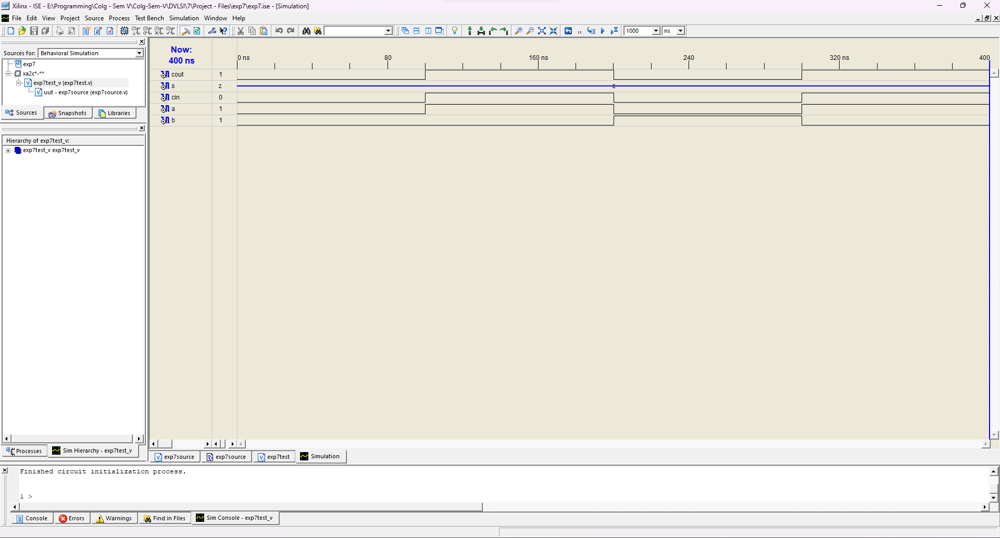 Xilinx - ISE - E:\Programming\Colg - Sem V\Colg-Sem-V\DVLSI\7\Project - Files\exp7\exp7.ise - [Simulation]
File Edit View Project Source Process Test Bench Simulation Window Help
1000 ns
Sources for: Behavioral Simulation
exp7
xa2c*-**
exp7test_v (exp7test.v)
uut - exp7source (exp7source.v)
Sources Snapshots Libraries
Hierarchy of exp7test_v:
exp7test_v exp7test_v
Processes Sim Hierarchy - exp7test_v
Now:
400 ns
0 ns 80 160 ns 240 320 ns 400
cout 1
s z z
cin 0
a 1
b 1
exp7source exp7source exp7test Simulation
Finished circuit initialization process.
1 >
Console Errors Warnings Find in Files Sim Console - exp7test_v